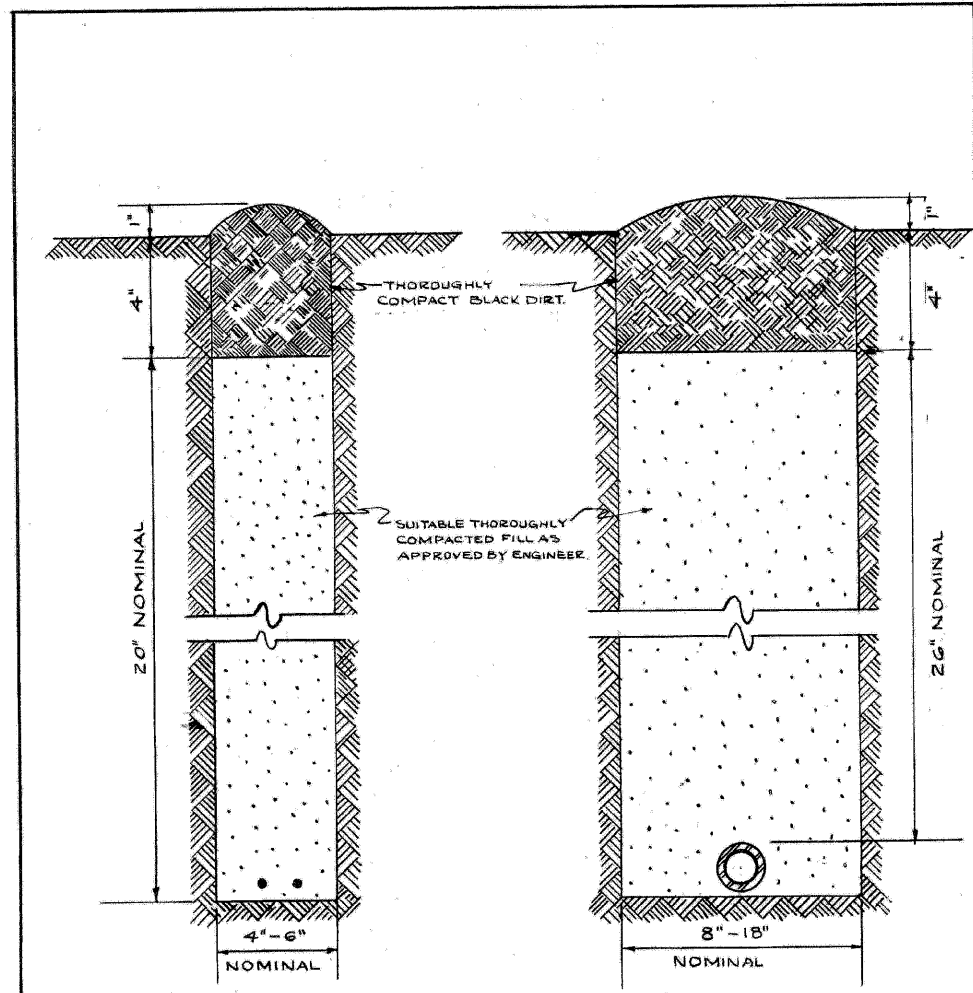 1"
1"
4"
4"
THOROUGHLY
COMPACT BLACK DIRT.
SUITABLE THOROUGHLY
COMPACTED FILL AS
APPROVED BY ENGINEER.
20" NOMINAL
26" NOMINAL
4"-6"
NOMINAL
8"-18"
NOMINAL